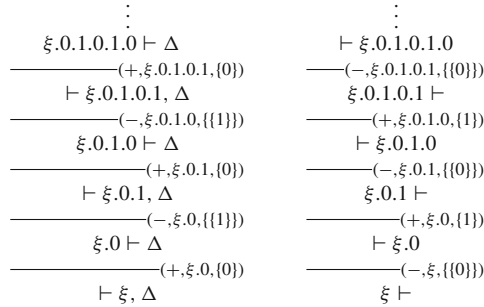 ⋮
ξ.0.1.0.1.0 ⊢ Δ
(+,ξ.0.1.0.1,{0})
⊢ ξ.0.1.0.1, Δ
(−,ξ.0.1.0,{{1}})
ξ.0.1.0 ⊢ Δ
(+,ξ.0.1,{0})
⊢ ξ.0.1, Δ
(−,ξ.0,{{1}})
ξ.0 ⊢ Δ
(+,ξ.0,{0})
⊢ ξ, Δ
⋮
⊢ ξ.0.1.0.1.0
(−,ξ.0.1.0.1,{{0}})
ξ.0.1.0.1 ⊢
(+,ξ.0.1.0,{1})
⊢ ξ.0.1.0
(−,ξ.0.1,{{0}})
ξ.0.1 ⊢
(+,ξ.0,{1})
⊢ ξ.0
(−,ξ,{{0}})
ξ ⊢